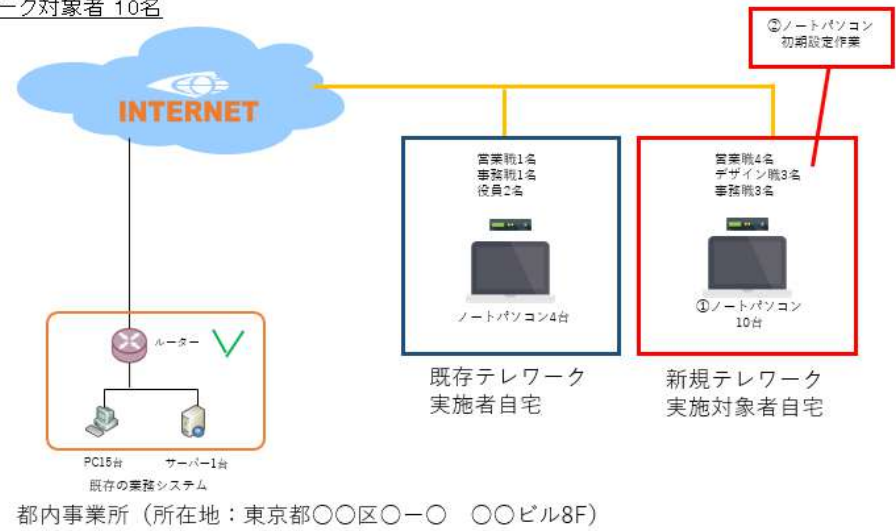 ーク対象者 10名
②ノートパソコン
初期設定作業
INTERNET
営業職1名
事務職1名
役員2名
営業職4名
デザイン職3名
事務職3名
ノートパソコン4台
①ノートパソコン
10台
ルーター
既存テレワーク
実施者自宅
新規テレワーク
実施対象者自宅
PC15台
サーバー1台
既存の業務システム
都内事業所（所在地：東京都〇〇区〇ー〇　〇〇ビル8F）